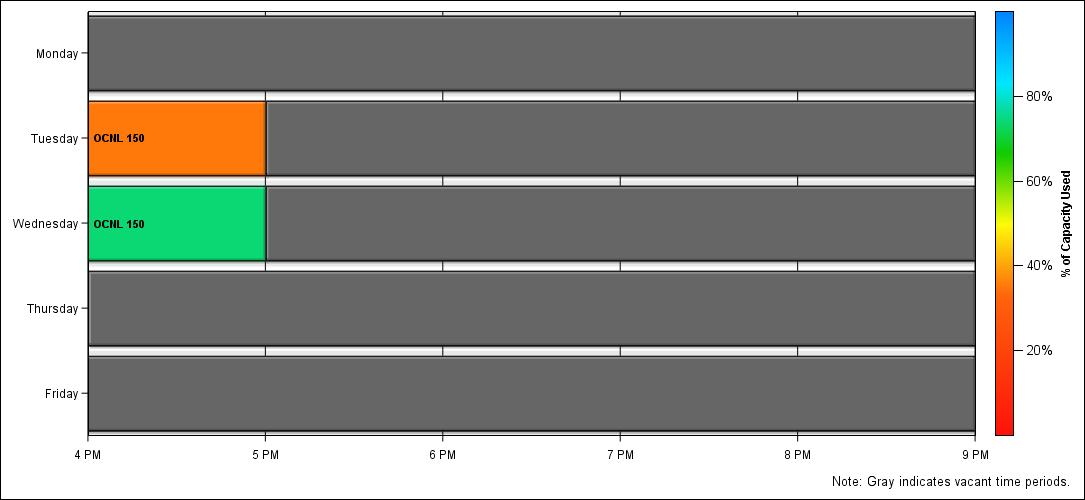 Monday
Tuesday
OCNL 150
Wednesday
OCNL 150
Thursday
Friday
4 PM 5 PM 6 PM 7 PM 8 PM 9 PM
80%
60%
40%
20%
% of Capacity Used
Note: Gray indicates vacant time periods.